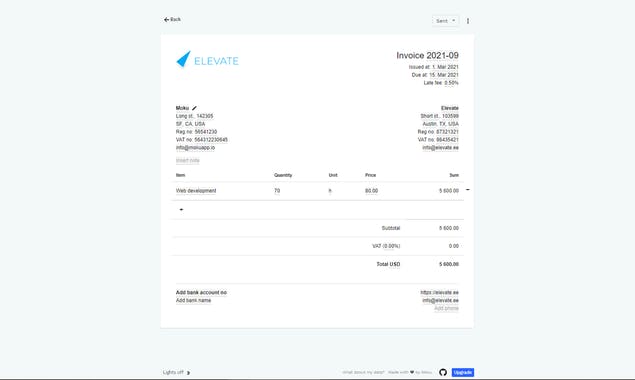 Back
Sent
ELEVATE
Invoice 2021-09
Issued at: 1. Mar 2021
Due at: 15. Mar 2021
Late fee: 0.50%
Moku
Long st., 142305
SF, CA, USA
Reg no: 56541230
VAT no: 564312230645
info@mokuapp.io
Insert note
Elevate
Short st., 103598
Austin, TX, USA
Reg no: 87321321
VAT no: 86435421
info@elevate.ee
Item Quantity Unit Price Sum
Web development 70 h 80.00 5 600.00 −
+
Subtotal 5 600.00
VAT (0.00%) 0.00
Total USD 5 600.00
Add bank account no
Add bank name
https://elevate.ee
info@elevate.ee
Add phone
Lights off
What about my data? Made with ❤ by
Upgrade